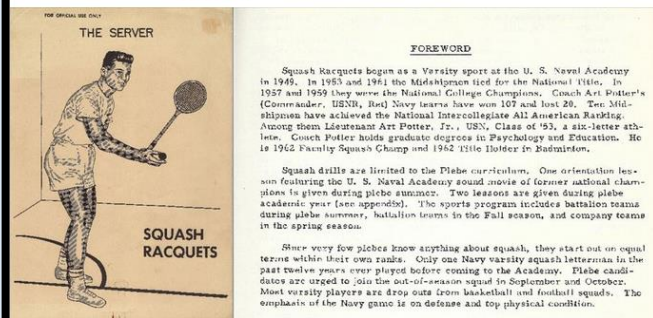 FOR OFFICIAL USE ONLY
THE SERVER
SQUASH
RACQUETS
FOREWORD
Squash Racquets began as a Varsity sport at the U. S. Naval Academy
in 1949. In 1953 and 1961 the Midshipmen tied for the National Title. In
1957 and 1959 they were the National College Champions. Coach Art Potter's
(Commander, USNR, Ret) Navy teams have won 107 and lost 20. Ten Mid-
shipmen have achieved the National Intercollegiate All American Ranking.
Among them Lieutenant Art Potter, Jr., USN, Class of '53, a six-letter ath-
lete. Coach Potter holds graduate degrees in Psychology and Education. He
is 1962 Faculty Squash Champ and 1962 Title Holder in Badminton.
Squash drills are limited to the Plebe curriculum. One orientation les-
son featuring the U. S. Naval Academy sound movie of former national cham-
pions is given during plebe summer. Two lessons are given during plebe
academic year (see appendix). The sports program includes battalion teams
during plebe summer, battalion teams in the Fall season, and company teams
in the spring season.
Since very few plebes know anything about squash, they start out on equal
terms within their own ranks. Only one Navy varsity squash letterman in the
past twelve years ever played before coming to the Academy. Plebe candi-
dates are urged to join the out-of-season squad in September and October.
Most varsity players are drop outs from basketball and football squads. The
emphasis of the Navy game is on defense and top physical condition.